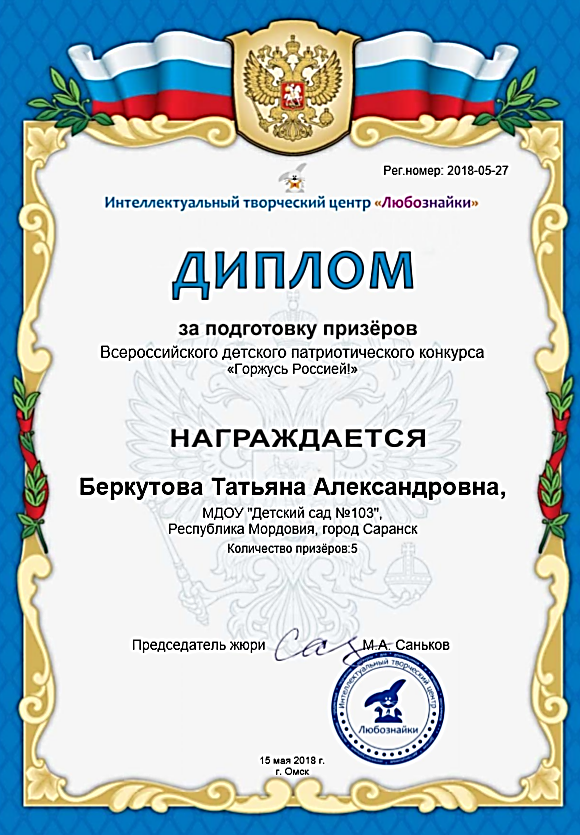 Рег.номер: 2018-05-27
Интеллектуальный творческий центр «Любознайки»
ДИПЛОМ
за подготовку призёров
Всероссийского детского патриотического конкурса
«Горжусь Россией!»
НАГРАЖДАЕТСЯ
Беркутова Татьяна Александровна,
МДОУ "Детский сад №103",
Республика Мордовия, город Саранск
Количество призёров:5
Председатель жюри М.А. Саньков
Интеллектуальный творческий центр
Любознайки
15 мая 2018 г.
г. Омск